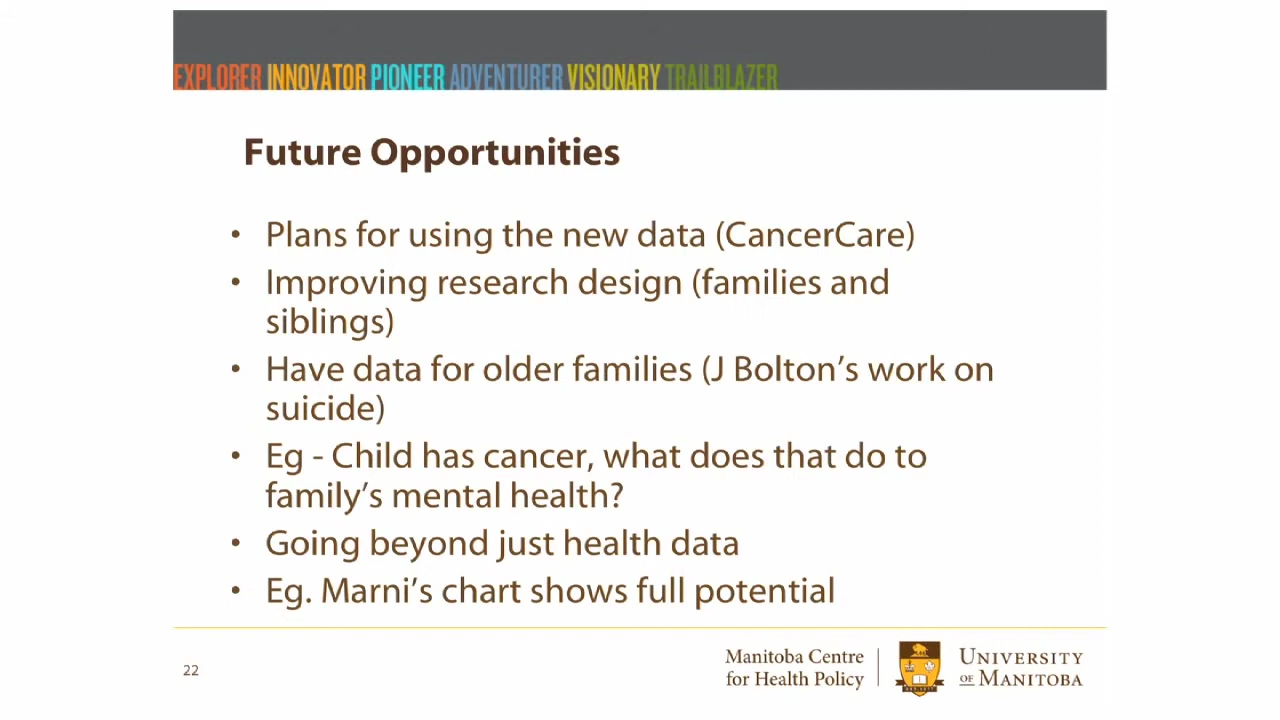 EXPLORER INNOVATOR PIONEER ADVENTURER VISIONARY TRAILBLAZER
Future Opportunities
• Plans for using the new data (CancerCare)
• Improving research design (families and
siblings)
• Have data for older families (J Bolton’s work on
suicide)
• Eg - Child has cancer, what does that do to
family’s mental health?
• Going beyond just health data
• Eg. Marni’s chart shows full potential
22
Manitoba Centre
for Health Policy
UNIVERSITY
OF MANITOBA